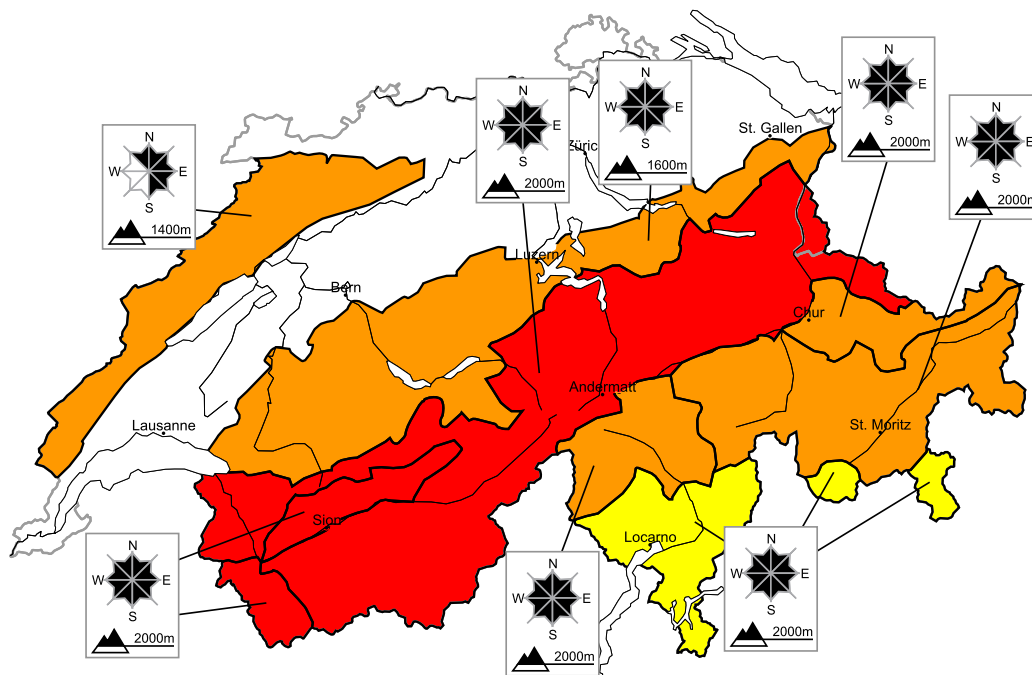 N
W E
S
1400m
N
W E
S
2000m
N
W E
S
1600m
N
W E
S
2000m
N
W E
S
2000m
St. Gallen
Züric
Luzern
Bern
Chur
Andermatt
Lausanne
St. Moritz
Sion
Locarno
N
W E
S
2000m
N
W E
S
2000m
N
W E
S
2000m